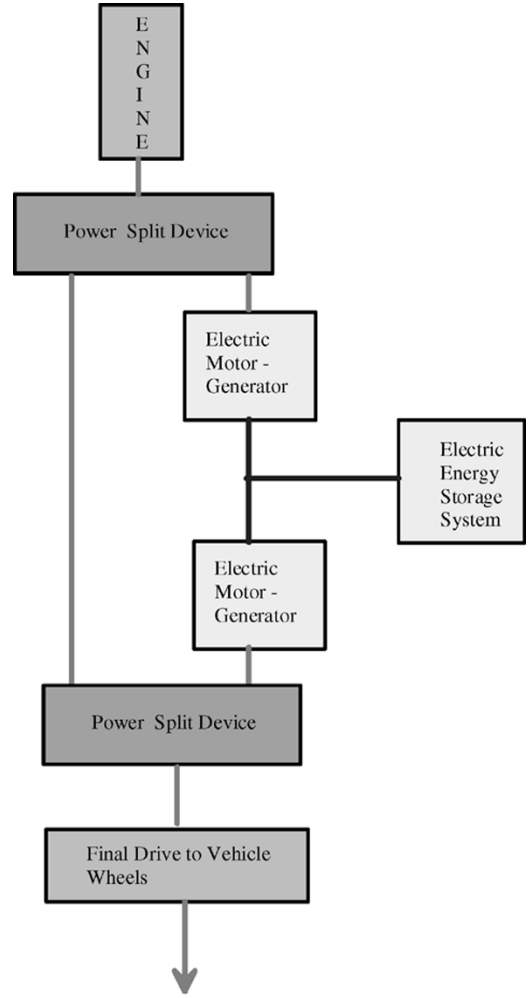 E
N
G
I
N
E
Power Split Device
Electric
Motor -
Generator
Electric
Energy
Storage
System
Electric
Motor -
Generator
Power Split Device
Final Drive to Vehicle
Wheels